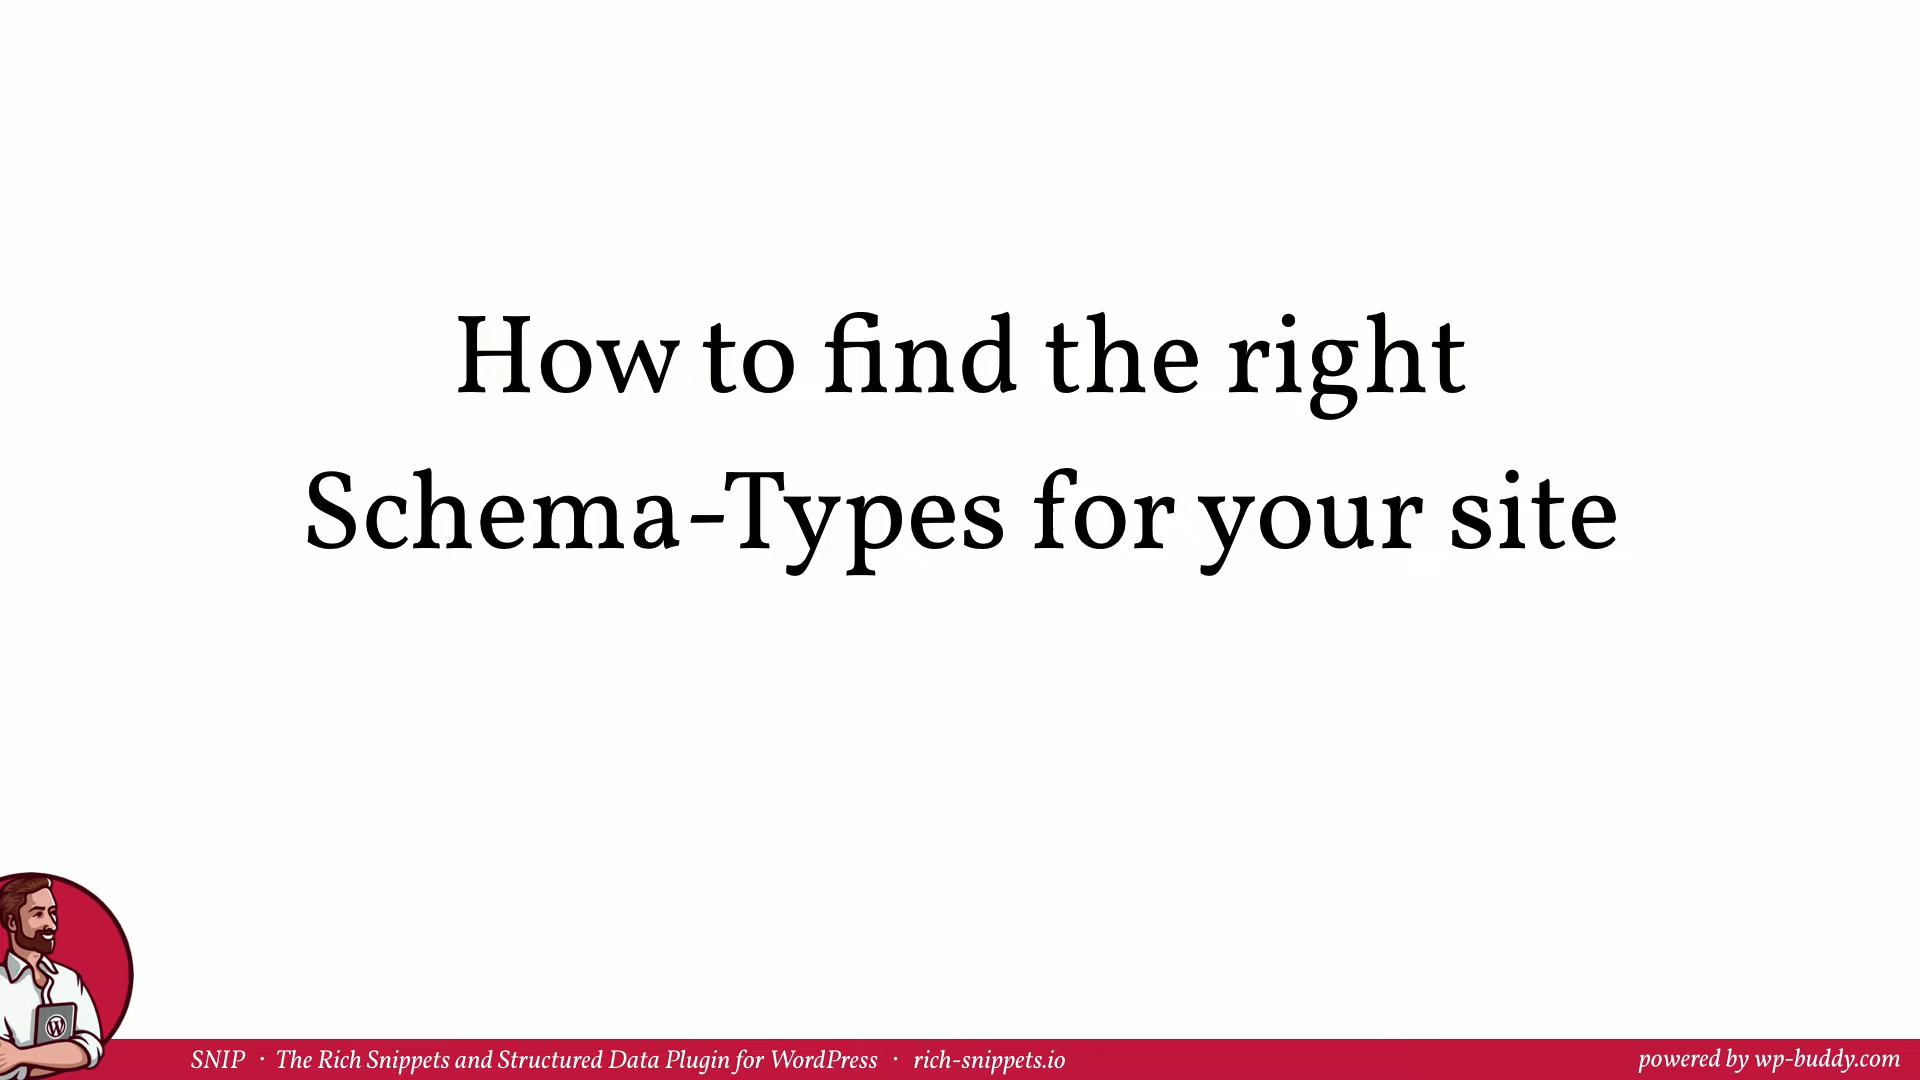 How to find the right
Schema-Types for your site
SNIP · The Rich Snippets and Structured Data Plugin for WordPress · rich-snippets.io
powered by wp-buddy.com